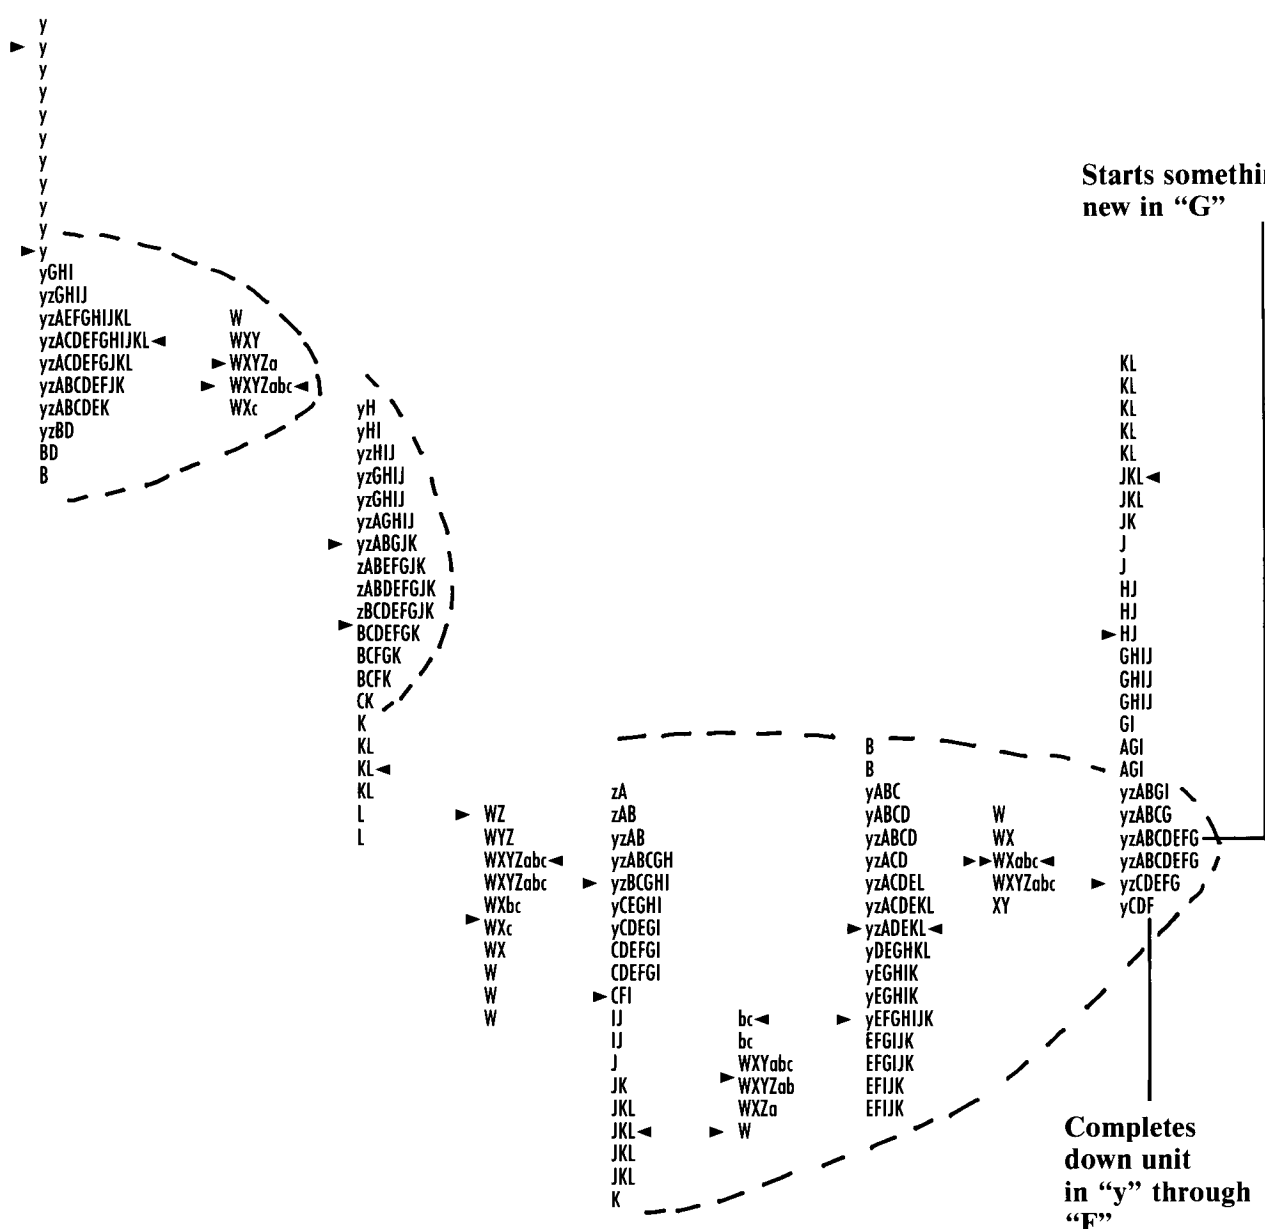 y
y
y
y
y
y
y
y
y
y
y
yGHI
yzGHIJ
yzAEFGHIJKL
yzACDEFGHIJKL
yzACDEFGJKL
yzABCDEFJK
yzABCDEK
yzBD
BD
B
W
WXY
WXYZa
WXYZabc
WXc
yH
yHI
yzHIJ
yzGHIJ
yzGHIJ
yzAGHIJ
yzABGJK
zABEFGJK
zABDEFGJK
zBCDEFGJK
BCDEFGK
BCFGK
BCFK
CK
K
KL
KL
KL
L
L
WZ
WYZ
WXYZabc
WXYZabc
WXbc
WXc
WX
W
W
W
zA
zAB
yzAB
yzABCGH
yzBCGHI
yCEGHI
yCDEGI
CDEFGI
CDEFGI
CFI
IJ
IJ
J
JK
JKL
JKL
JKL
JKL
K
bc
bc
WXYabc
WXYZab
WXZa
W
B
B
yABC
yABCD
yzABCD
yzACD
yzACDEL
yzACDEKL
yzADEKL
yDEGHKL
yEGHIK
yEGHIK
yEFGHIJK
EFGIJK
EFGIJK
EFIJK
EFIJK
W
WX
WXabc
WXYZabc
XY
KL
KL
KL
KL
KL
JKL
JKL
JK
J
J
HJ
HJ
HJ
GHIJ
GHIJ
GHIJ
GI
AGI
AGI
yzABGI
yzABCG
yzABCDEFG
yzABCDEFG
yzCDEFG
yCDF
Starts somethi
new in “G”
Completes
down unit
in “y” through
“F”